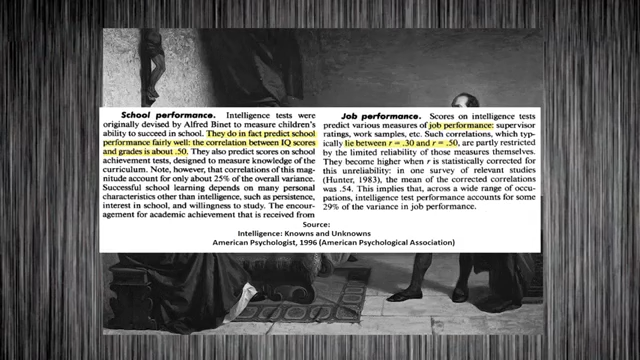 School performance. Intelligence tests were
originally devised by Alfred Binet to measure children's
ability to succeed in school. They do in fact predict school
performance fairly well: the correlation between IQ scores
and grades is about .50. They also predict scores on school
achievement tests, designed to measure knowledge of the
curriculum. Note, however, that correlations of this mag-
nitude account for only about 25% of the overall variance.
Successful school learning depends on many personal
characteristics other than intelligence, such as persistence,
interest in school, and willingness to study. The encour-
agement for academic achievement that is received from
Job performance. Scores on intelligence tests
predict various measures of job performance: supervisor
ratings, work samples, etc. Such correlations, which typ-
ically lie between r = .30 and r = .50, are partly restricted
by the limited reliability of those measures themselves.
They become higher when r is statistically corrected for
this unreliability: in one survey of relevant studies
(Hunter, 1983), the mean of the corrected correlations
was .54. This implies that, across a wide range of occu-
pations, intelligence test performance accounts for some
29% of the variance in job performance.
Source:
Intelligence: Knowns and Unknowns
American Psychologist, 1996 (American Psychological Association)